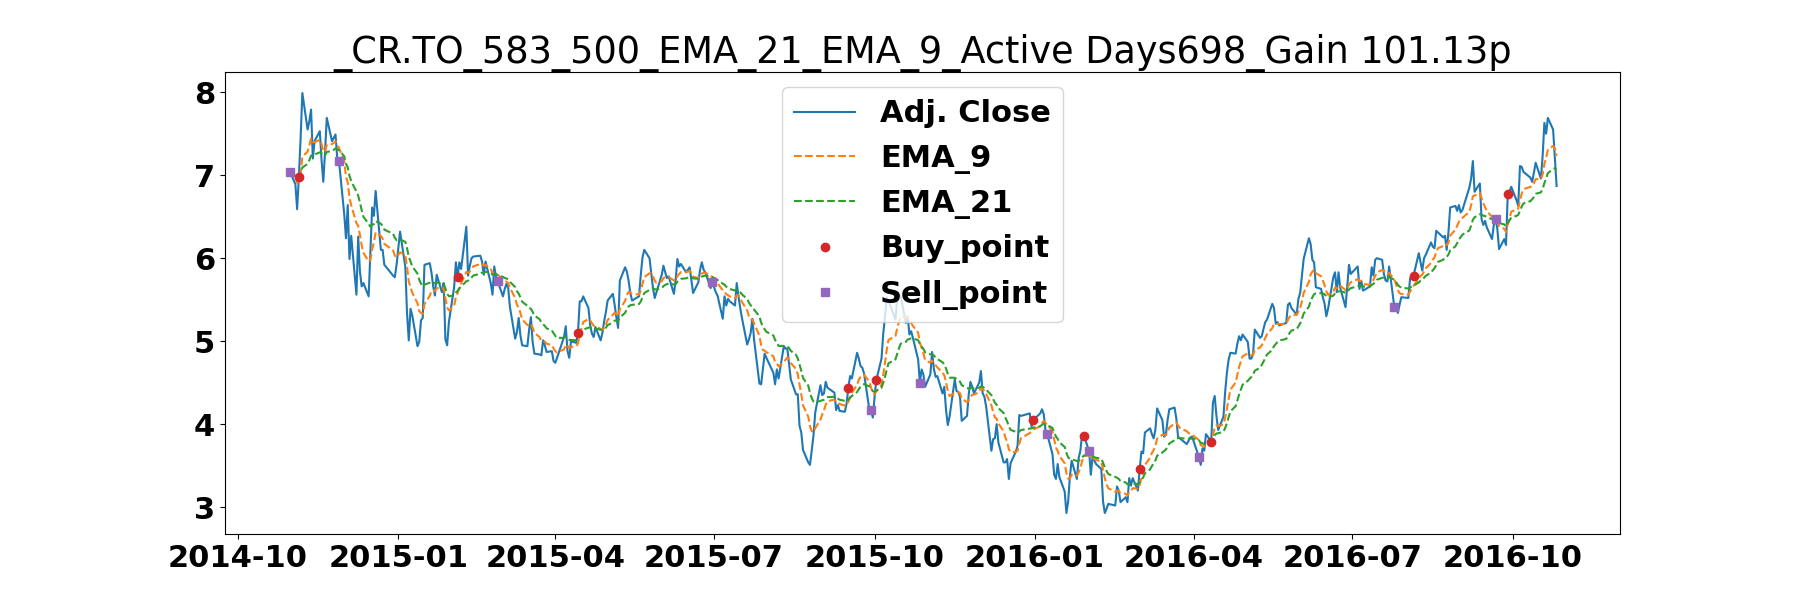 _CR.TO_583_500_EMA_21_EMA_9_Active Days698_Gain 101.13p
8
7
6
5
4
3
Adj. Close
EMA_9
EMA_21
Buy_point
Sell_point
2014-10 2015-01 2015-04 2015-07 2015-10 2016-01 2016-04 2016-07 2016-10